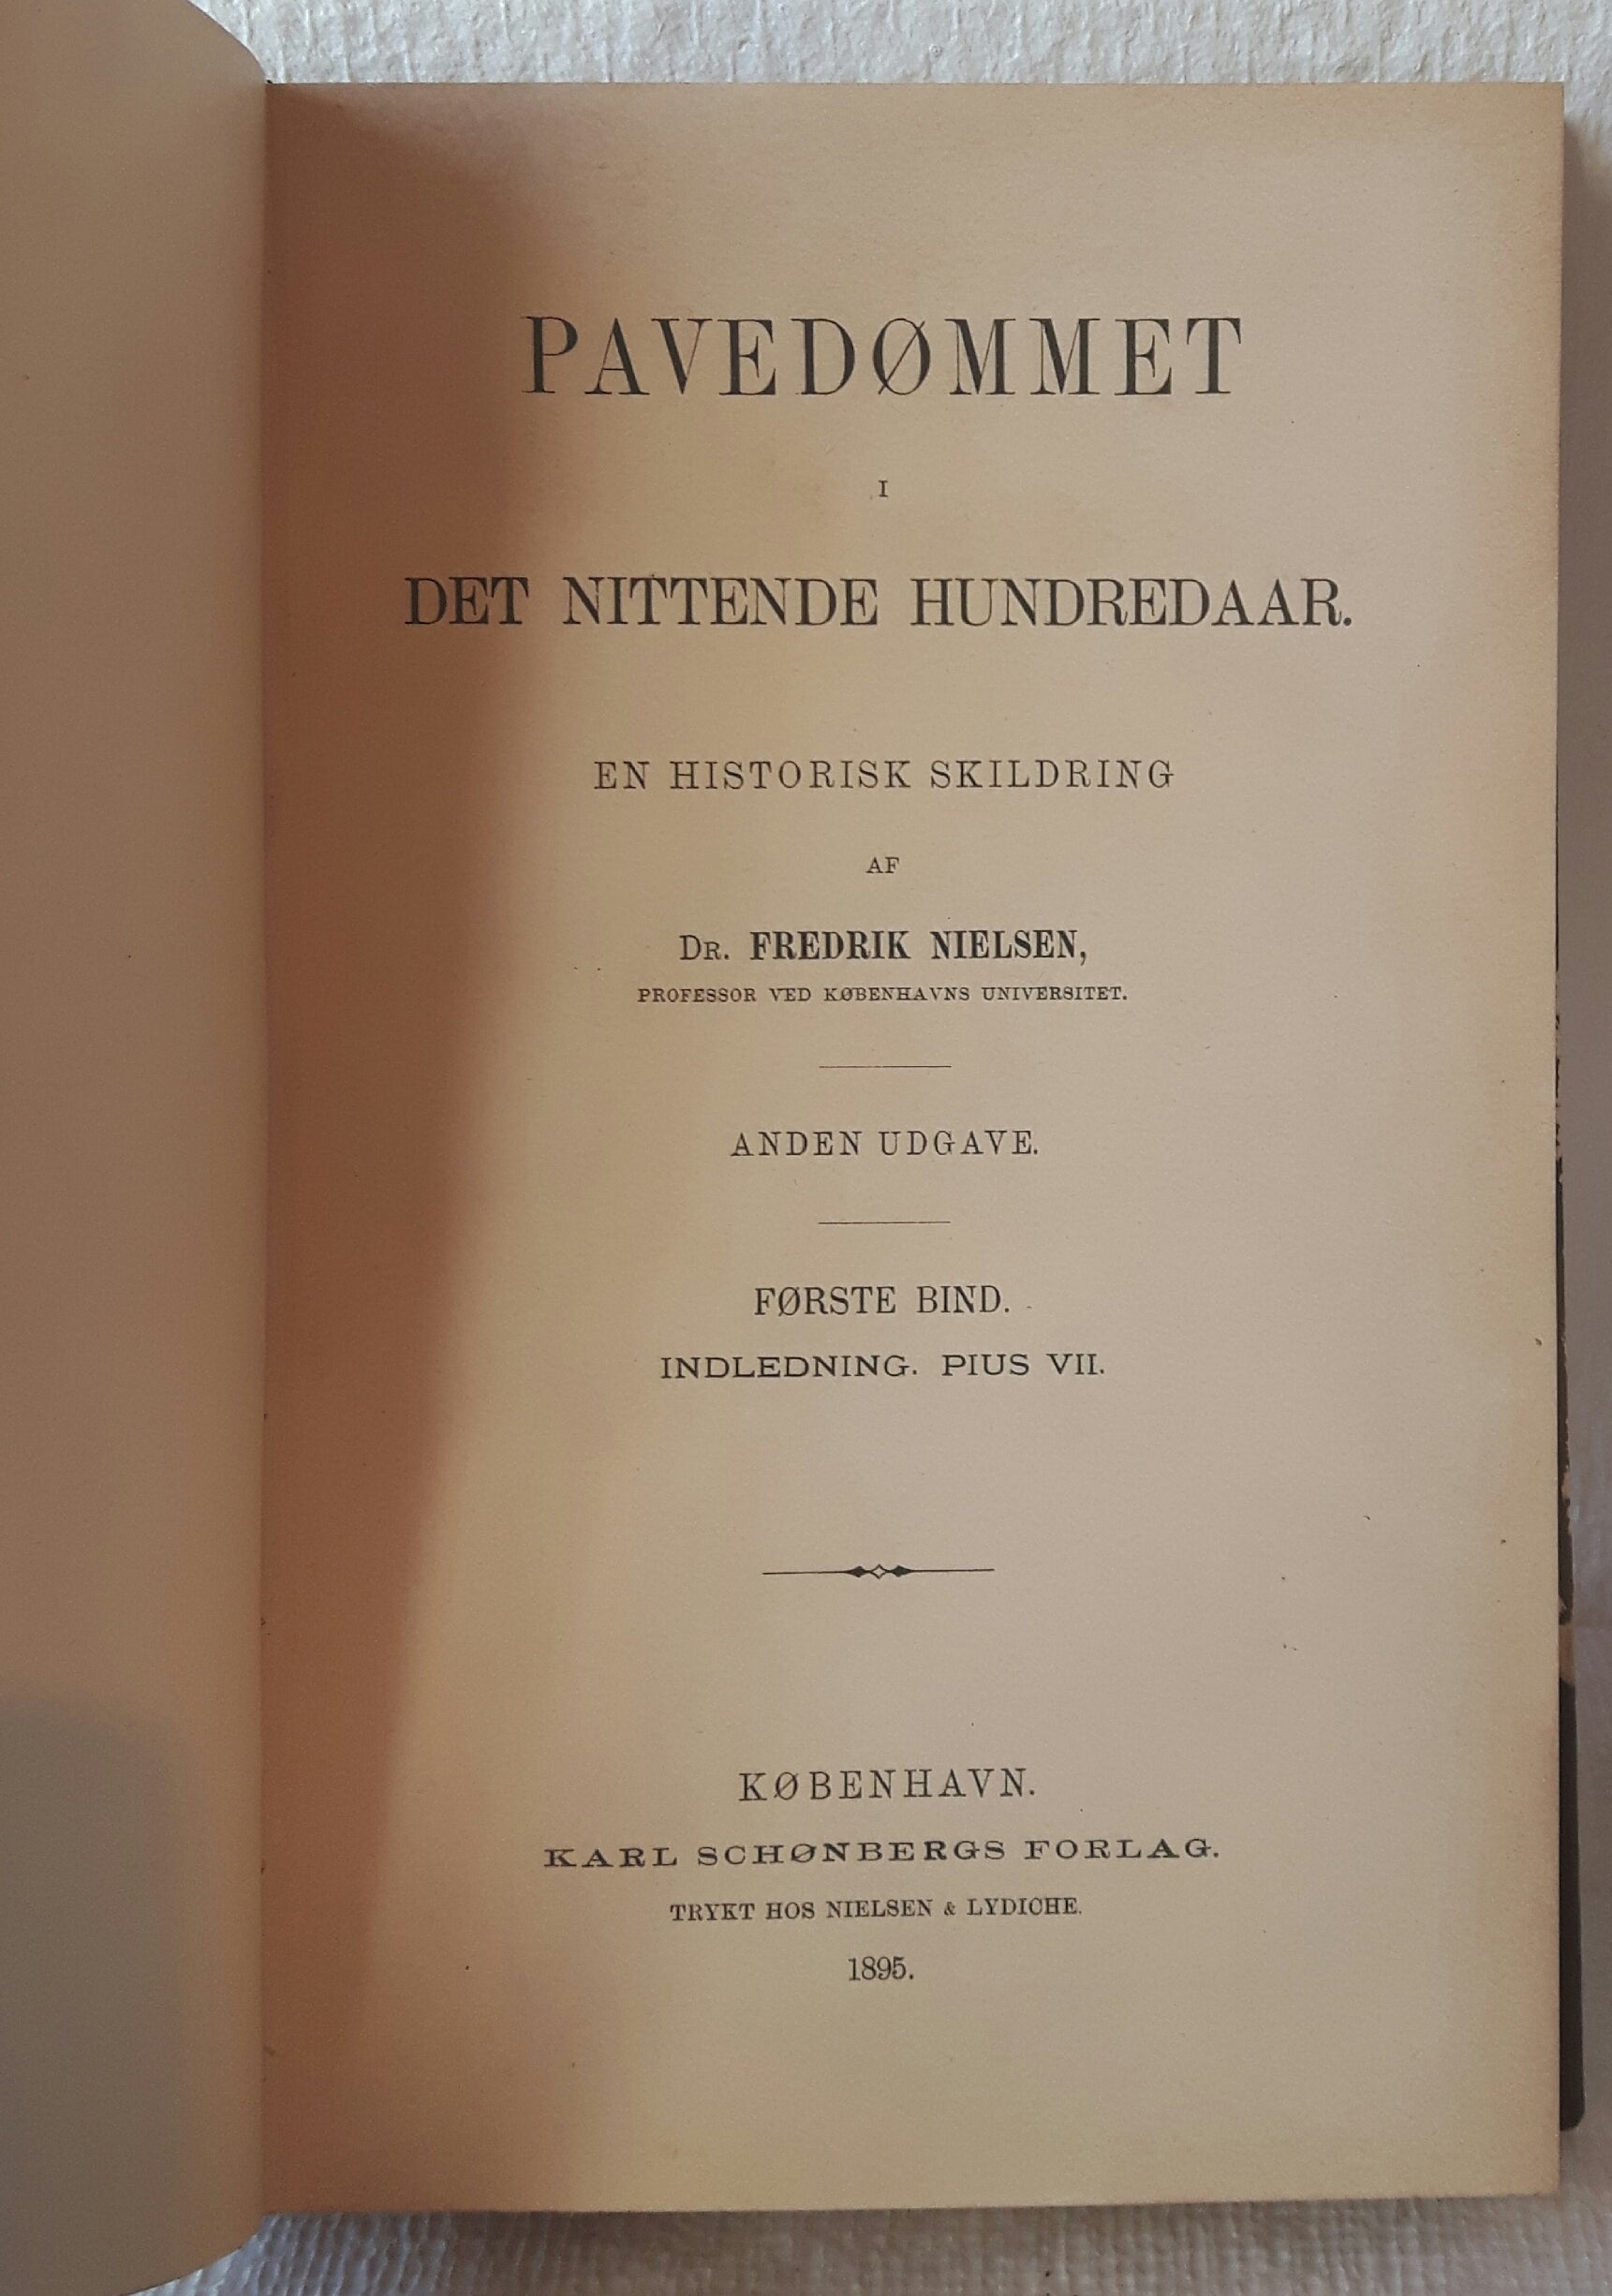 PAVEDØMMET
I
DET NITTENDE HUNDREDAAR.
EN HISTORISK SKILDRING
AF
DR. FREDRIK NIELSEN,
PROFESSOR VED KØBENHAVNS UNIVERSITET.
ANDEN UDGAVE.
FØRSTE BIND.
INDLEDNING. PIUS VII.
KØBENHAVN.
KARL SCHØNBERGS FORLAG.
TRYKT HOS NIELSEN & LYDICHE.
1895.